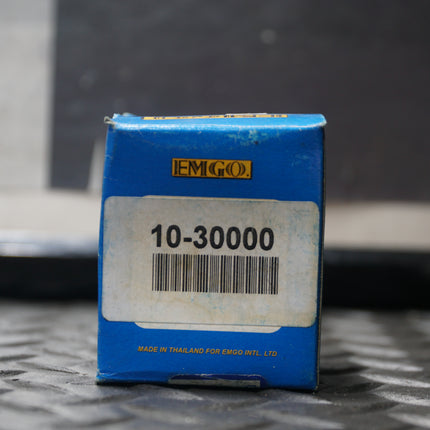 EMGO.
10-30000
MADE IN THAILAND FOR EMGO INTL. LTD